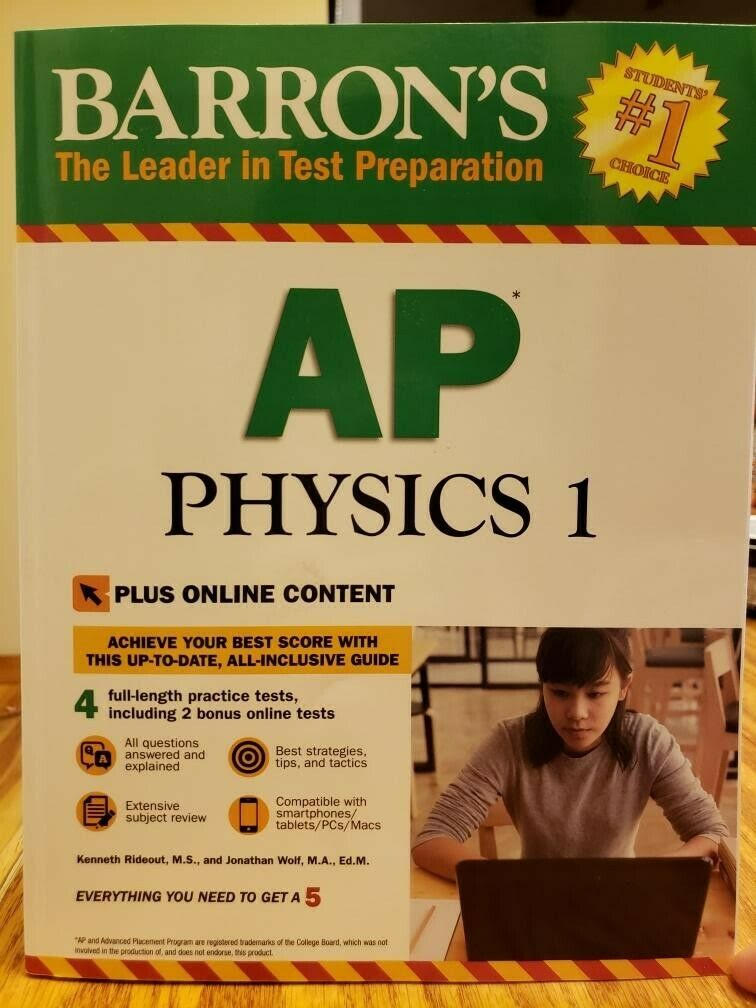 BARRON'S
The Leader in Test Preparation
STUDENTS'
#1
CHOICE
AP*
PHYSICS 1
PLUS ONLINE CONTENT
ACHIEVE YOUR BEST SCORE WITH
THIS UP-TO-DATE, ALL-INCLUSIVE GUIDE
4 full-length practice tests,
including 2 bonus online tests
Q A
All questions
answered and
explained
Best strategies,
tips, and tactics
Extensive
subject review
Compatible with
smartphones/
tablets/PCs/Macs
Kenneth Rideout, M.S., and Jonathan Wolf, M.A., Ed.M.
EVERYTHING YOU NEED TO GET A 5
*AP and Advanced Placement Program are registered trademarks of the College Board, which was not
involved in the production of, and does not endorse, this product.